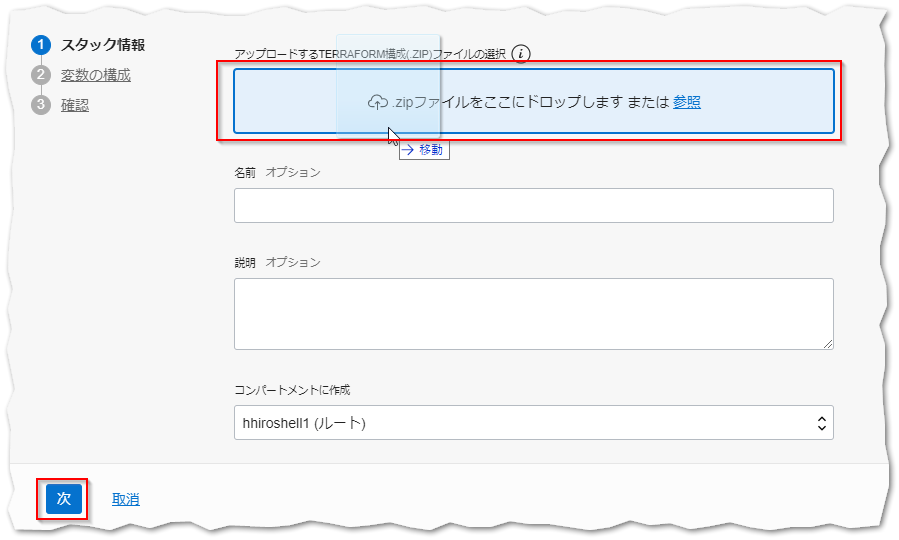 1 スタック情報
2 変数の構成
3 確認
アップロードするTERRAFORM構成(.ZIP)ファイルの選択 i
.zipファイルをここにドロップします または 参照
移動
名前 オプション
説明 オプション
コンパートメントに作成
hhiroshell1 (ルート)
次 取消